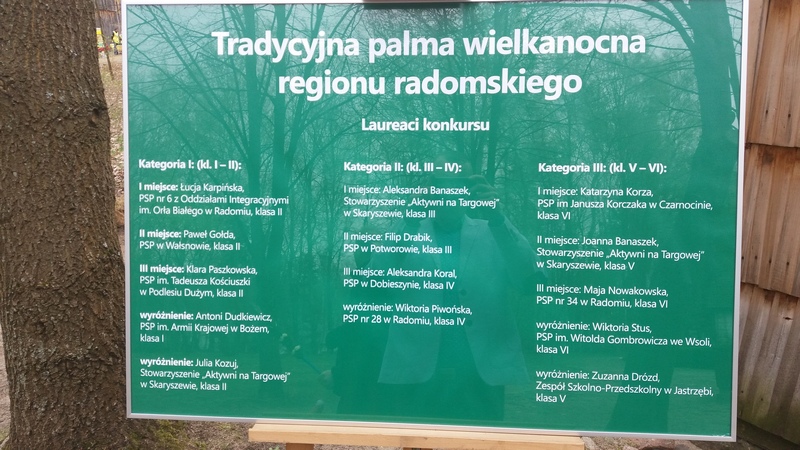 Tradycyjna palma wielkanocna
regionu radomskiego
Laureaci konkursu
Kategoria I: (kl. I – II):
I miejsce: Łucja Karpińska,
PSP nr 6 z Oddziałami Integracyjnymi
im. Orła Białego w Radomiu, klasa II
II miejsce: Paweł Gołda,
PSP w Wałsnowie, klasa II
III miejsce: Klara Paszkowska,
PSP im. Tadeusza Kościuszki
w Podlesiu Dużym, klasa II
wyróżnienie: Antoni Dudkiewicz,
PSP im. Armii Krajowej w Bożem,
klasa I
wyróżnienie: Julia Kozuj,
Stowarzyszenie „Aktywni na Targowej”
w Skaryszewie, klasa II
Kategoria II: (kl. III – IV):
I miejsce: Aleksandra Banaszek,
Stowarzyszenie „Aktywni na Targowej”
w Skaryszewie, klasa III
II miejsce: Filip Drabik,
PSP w Potworowie, klasa III
III miejsce: Aleksandra Koral,
PSP w Dobieszynie, klasa IV
wyróżnienie: Wiktoria Piwońska,
PSP nr 28 w Radomiu, klasa IV
Kategoria III: (kl. V – VI):
I miejsce: Katarzyna Korza,
PSP im Janusza Korczaka w Czarnocinie,
klasa VI
II miejsce: Joanna Banaszek,
Stowarzyszenie „Aktywni na Targowej”
w Skaryszewie, klasa V
III miejsce: Maja Nowakowska,
PSP nr 34 w Radomiu, klasa VI
wyróżnienie: Wiktoria Stus,
PSP im. Witolda Gombrowicza we Wsoli,
klasa VI
wyróżnienie: Zuzanna Drózd,
Zespół Szkolno-Przedszkolny w Jastrzębi,
klasa V